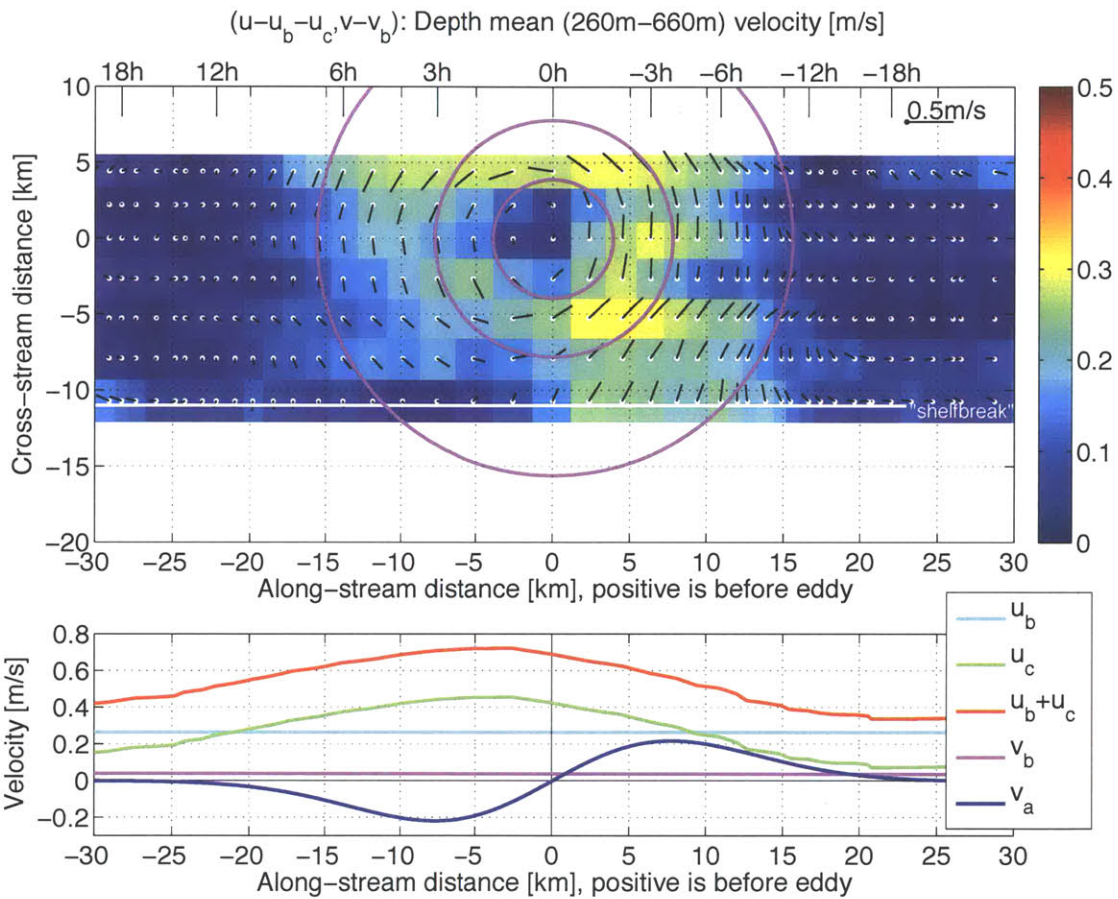 (u−u_b−u_c,v−v_b): Depth mean (260m−660m) velocity [m/s]
18h 12h 6h 3h 0h −3h −6h −12h −18h
10
5
0
−5
−10
−15
−20
Cross−stream distance [km]
0.5m/s
"shelfbreak"
0.5
0.4
0.3
0.2
0.1
0
−30 −25 −20 −15 −10 −5 0 5 10 15 20 25 30
Along−stream distance [km], positive is before eddy
0.8
0.6
0.4
0.2
0
−0.2
Velocity [m/s]
u_b
u_c
u_b+u_c
v_b
v_a
−30 −25 −20 −15 −10 −5 0 5 10 15 20 25 30
Along−stream distance [km], positive is before eddy